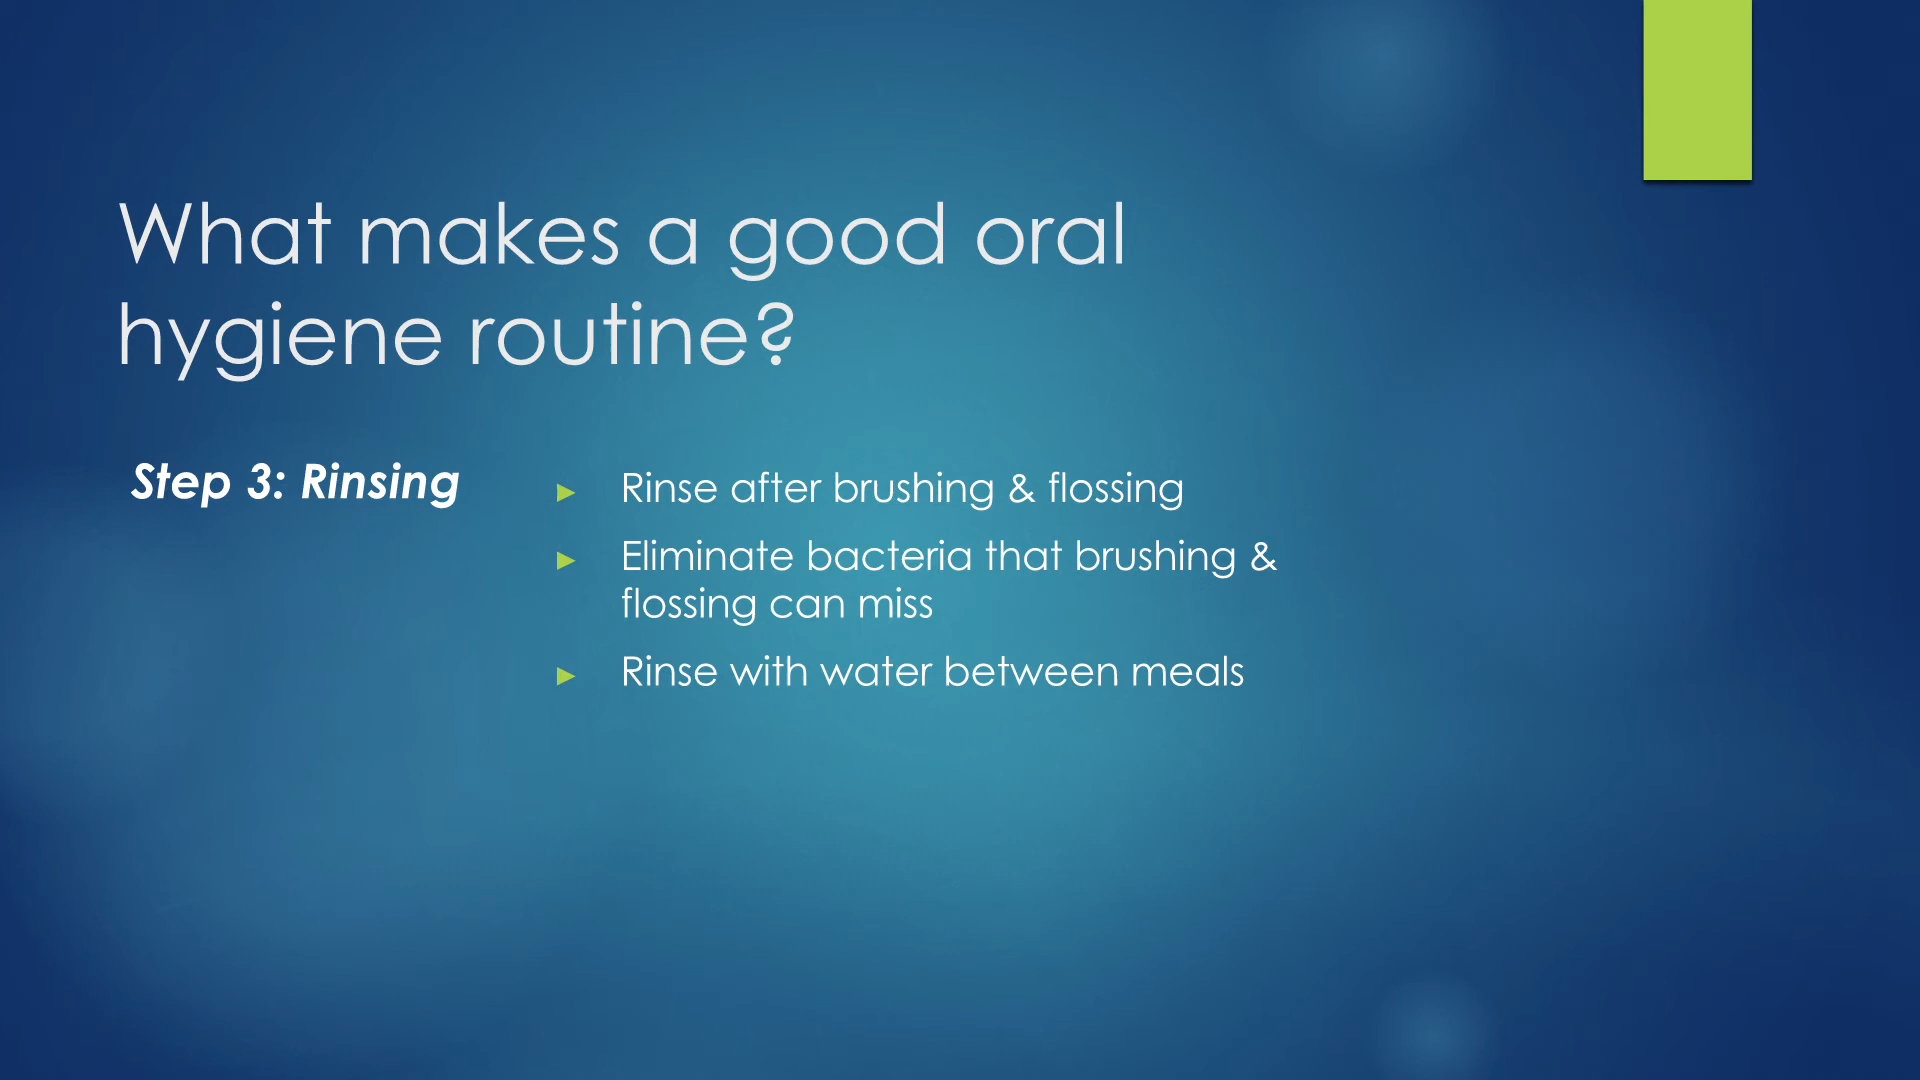 What makes a good oral
hygiene routine?
Step 3: Rinsing
Rinse after brushing & flossing
Eliminate bacteria that brushing &
flossing can miss
Rinse with water between meals